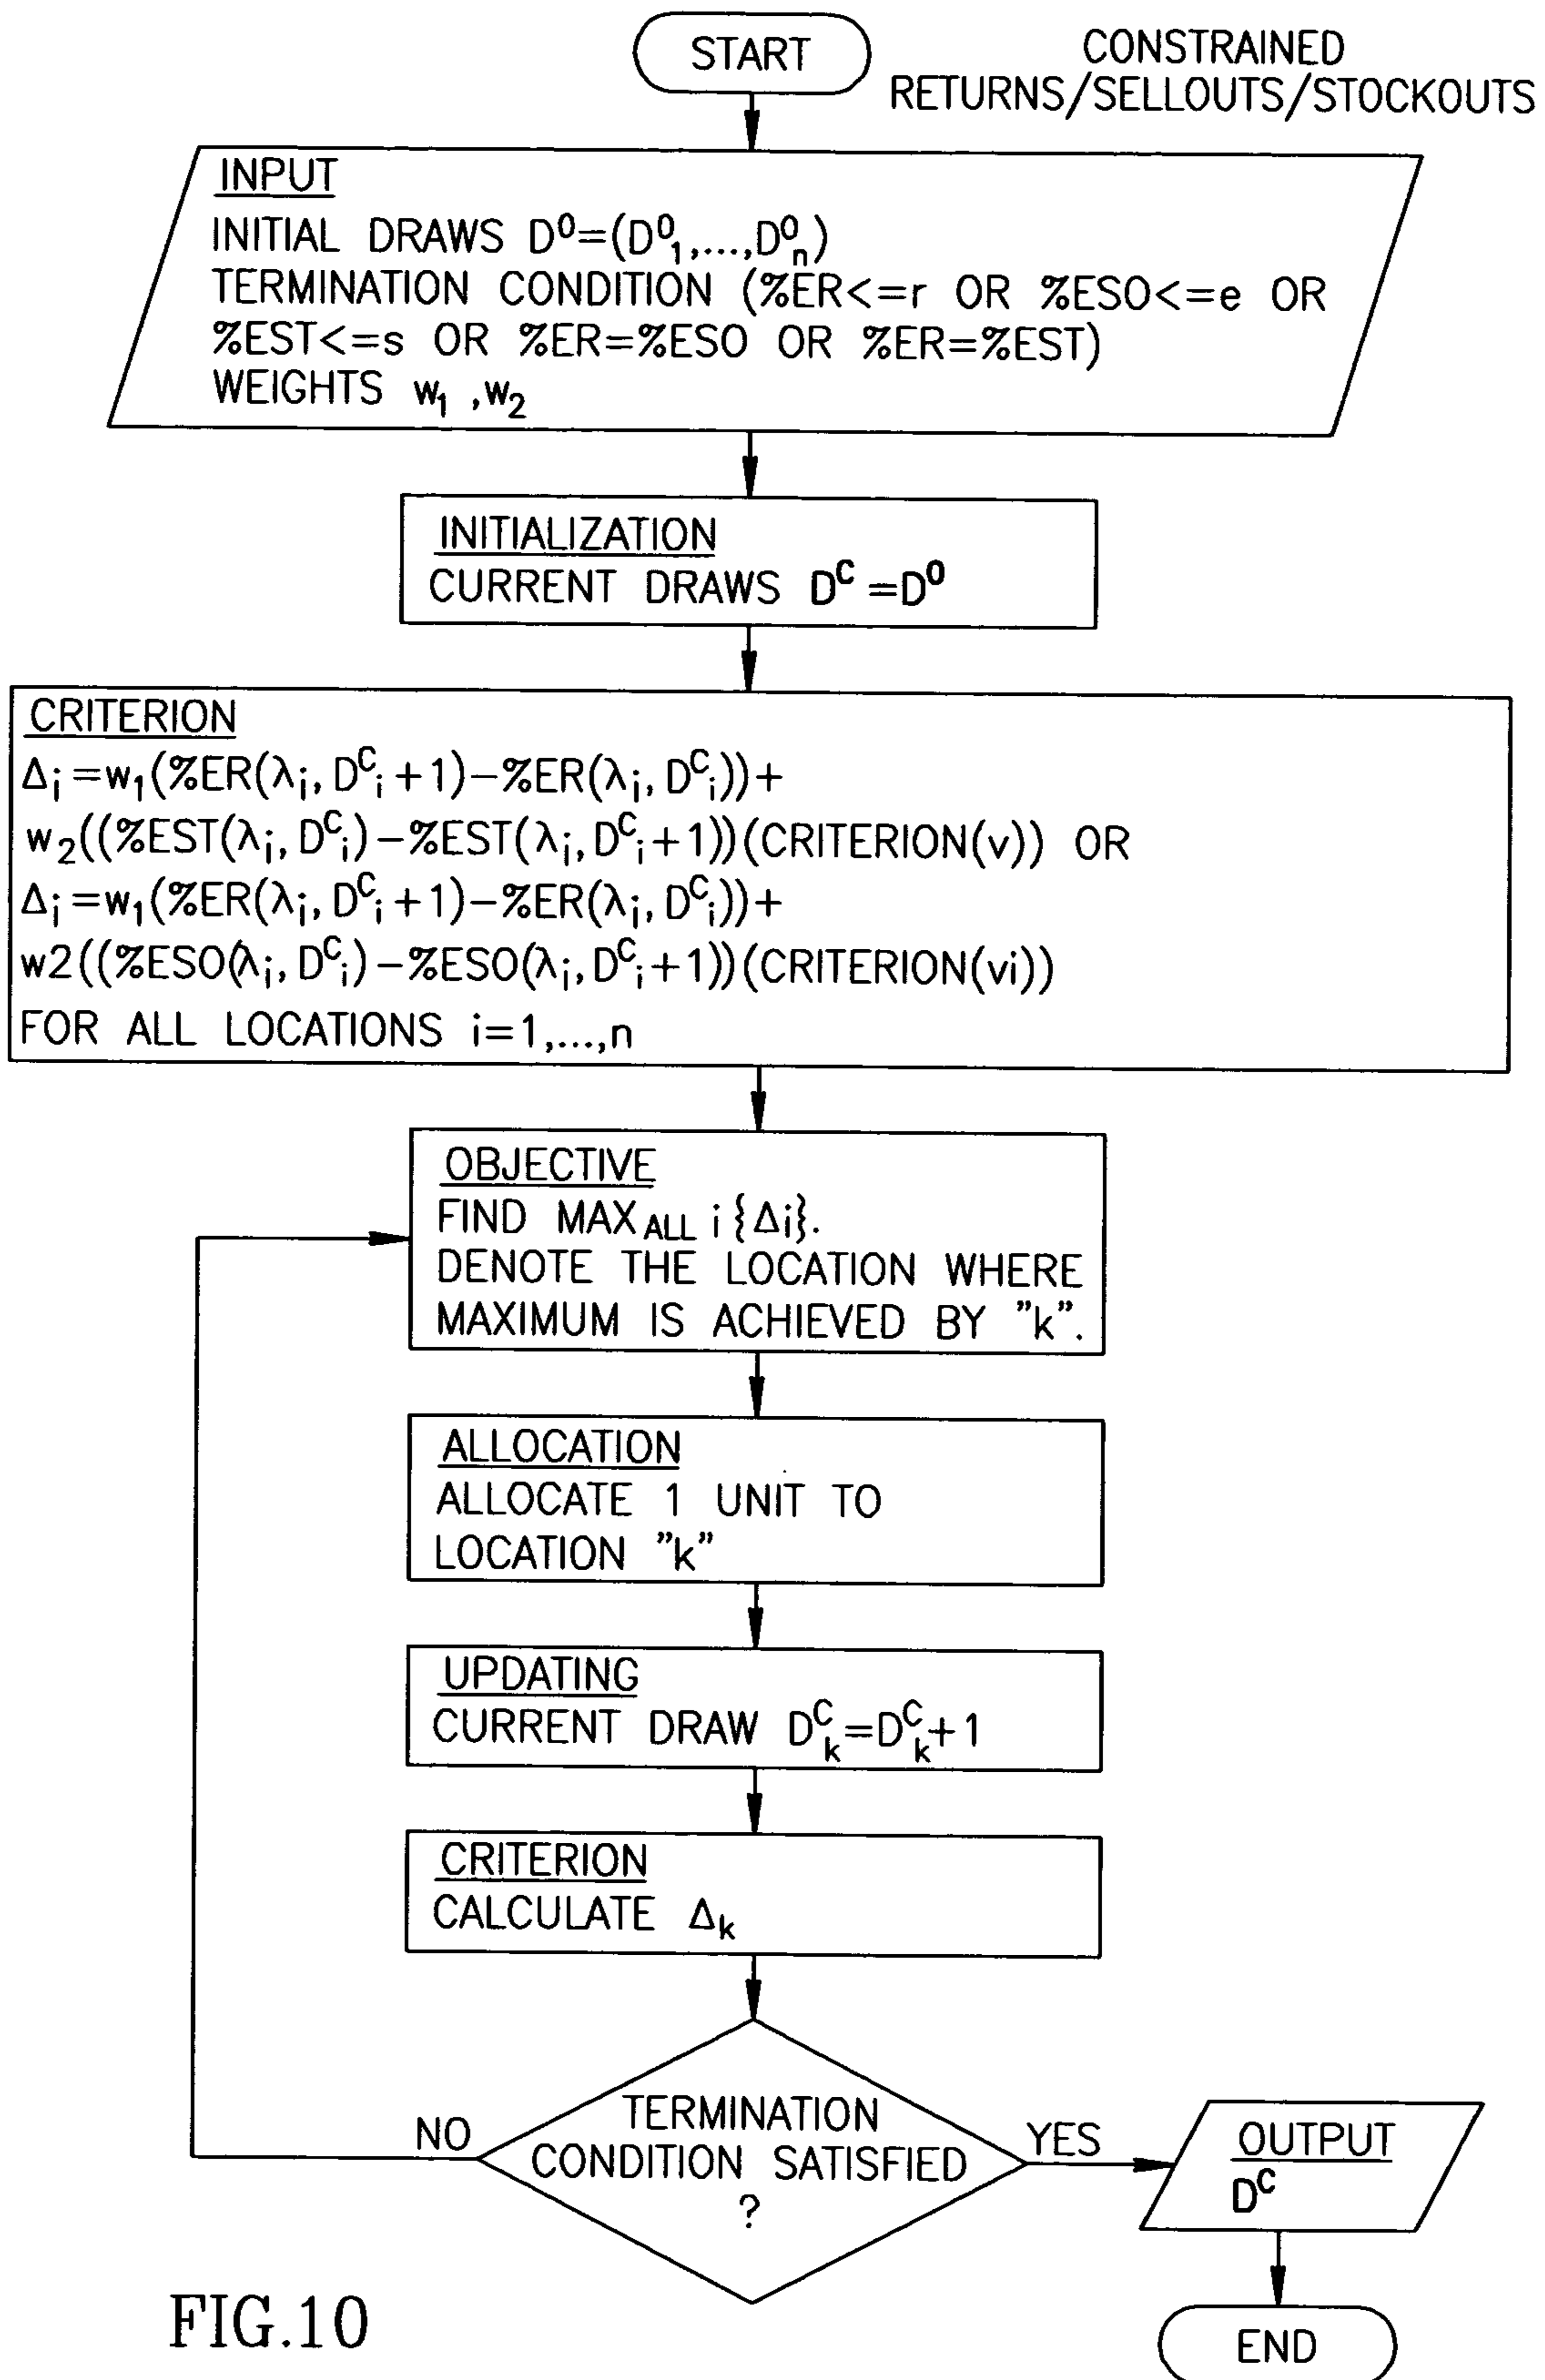 START
CONSTRAINED
RETURNS/SELLOUTS/STOCKOUTS
INPUT
INITIAL DRAWS D⁰=(D⁰₁,...,D⁰ₙ)
TERMINATION CONDITION (%ER<=r OR %ESO<=e OR
%EST<=s OR %ER=%ESO OR %ER=%EST)
WEIGHTS w₁ ,w₂
INITIALIZATION
CURRENT DRAWS Dᶜ=D⁰
CRITERION
Δᵢ=w₁(%ER(λᵢ, Dᶜᵢ+1)−%ER(λᵢ, Dᶜᵢ))+
w₂((%EST(λᵢ, Dᶜᵢ)−%EST(λᵢ, Dᶜᵢ+1))(CRITERION(v)) OR
Δᵢ=w₁(%ER(λᵢ, Dᶜᵢ+1)−%ER(λᵢ, Dᶜᵢ))+
w2((%ESO(λᵢ, Dᶜᵢ)−%ESO(λᵢ, Dᶜᵢ+1))(CRITERION(vi))
FOR ALL LOCATIONS i=1,...,n
OBJECTIVE
FIND MAX ALL i {Δi}.
DENOTE THE LOCATION WHERE
MAXIMUM IS ACHIEVED BY "k".
ALLOCATION
ALLOCATE 1 UNIT TO
LOCATION "k"
UPDATING
CURRENT DRAW Dᶜₖ=Dᶜₖ+1
CRITERION
CALCULATE Δₖ
TERMINATION
CONDITION SATISFIED
?
NO
YES
OUTPUT
Dᶜ
END
FIG.10